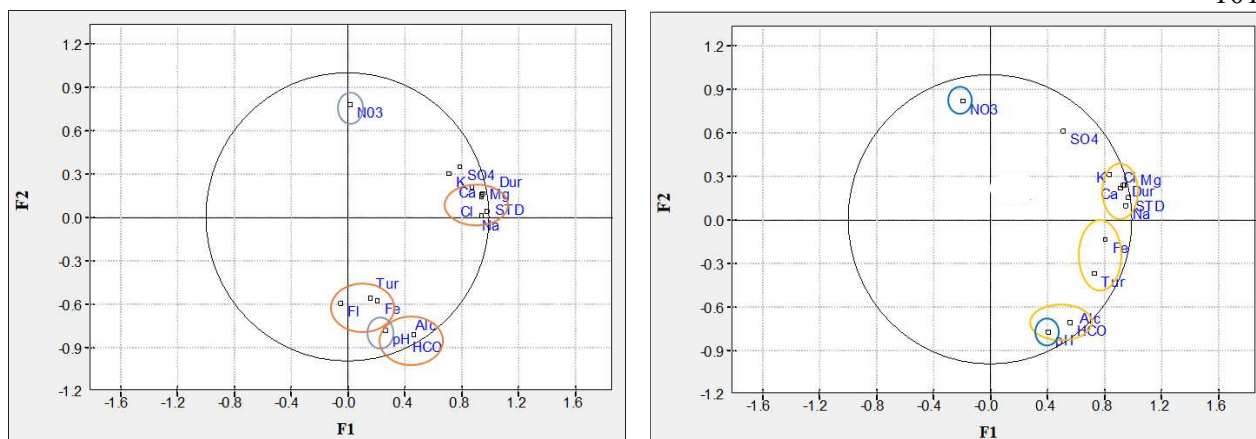 1.2
0.9
0.6
0.3
0.0
-0.3
-0.6
-0.9
-1.2
F2
NO3
SO4
K
Dur
Ca
Mg
Cl
STD
Na
Tur
Fl
Fe
Alc
pH
HCO
-1.6
-1.2
-0.8
-0.4
-0.0
0.4
0.8
1.2
1.6
F1
1.2
0.9
0.6
0.3
0.0
-0.3
-0.6
-0.9
-1.2
F2
NO3
SO4
K
Cl
Mg
Ca
Dur
STD
Na
Fe
Tur
Alc
HCO
pH
-1.6
-1.2
-0.8
-0.4
-0.0
0.4
0.8
1.2
1.6
F1